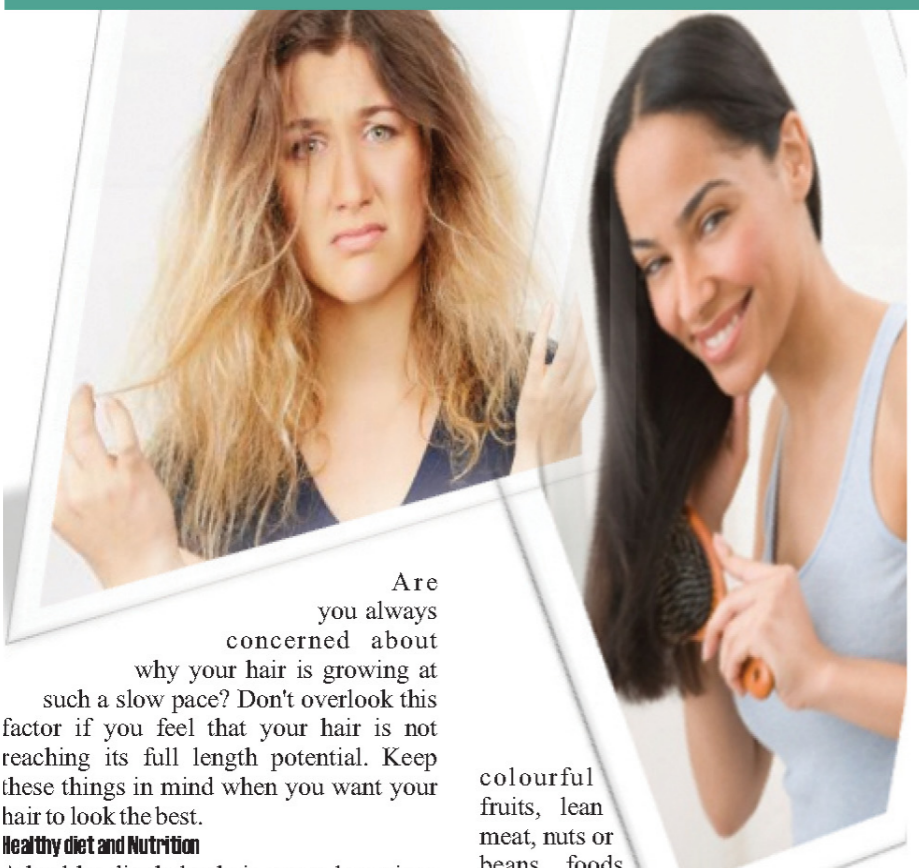 Are
you always
concerned about
why your hair is growing at
such a slow pace? Don't overlook this
factor if you feel that your hair is not
reaching its full length potential. Keep
these things in mind when you want your
hair to look the best.
Healthy diet and Nutrition
colourful
fruits, lean
meat, nuts or
beans, foods